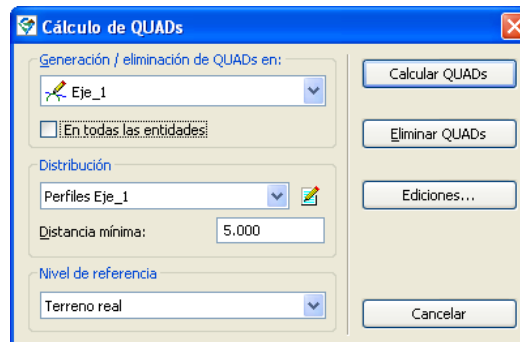 Cálculo de QUADs
Generación / eliminación de QUADs en:
Eje_1
En todas las entidades
Distribución
Perfiles Eje_1
Distancia mínima: 5.000
Nivel de referencia
Terreno real
Calcular QUADs
Eliminar QUADs
Ediciones...
Cancelar